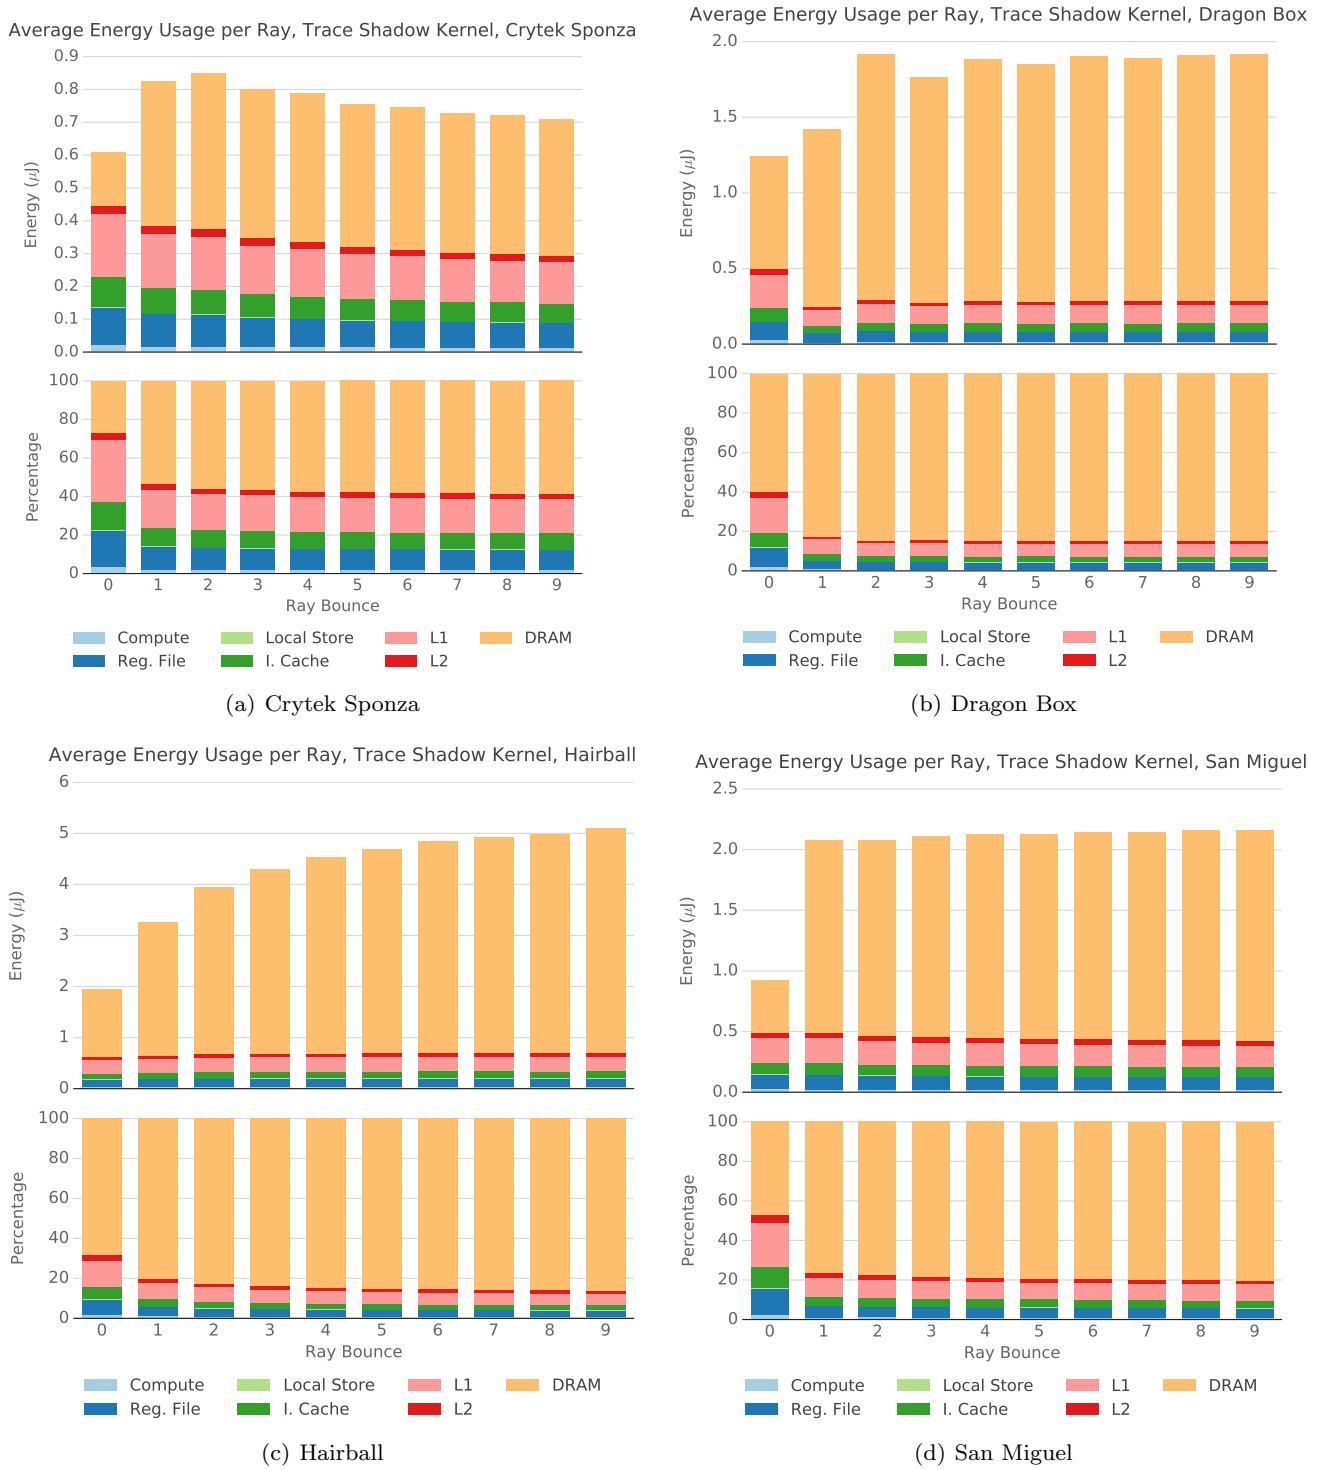 Average Energy Usage per Ray, Trace Shadow Kernel, Crytek Sponza
0.9
0.8
0.7
0.6
0.5
0.4
0.3
0.2
0.1
0.0
Energy (μJ)
100
80
60
40
20
0
Percentage
0 1 2 3 4 5 6 7 8 9
Ray Bounce
Compute Local Store L1 DRAM
Reg. File I. Cache L2
(a) Crytek Sponza
Average Energy Usage per Ray, Trace Shadow Kernel, Dragon Box
2.0
1.5
1.0
0.5
0.0
Energy (μJ)
100
80
60
40
20
0
Percentage
0 1 2 3 4 5 6 7 8 9
Ray Bounce
Compute Local Store L1 DRAM
Reg. File I. Cache L2
(b) Dragon Box
Average Energy Usage per Ray, Trace Shadow Kernel, Hairball
6
5
4
3
2
1
0
Energy (μJ)
100
80
60
40
20
0
Percentage
0 1 2 3 4 5 6 7 8 9
Ray Bounce
Compute Local Store L1 DRAM
Reg. File I. Cache L2
(c) Hairball
Average Energy Usage per Ray, Trace Shadow Kernel, San Miguel
2.5
2.0
1.5
1.0
0.5
0.0
Energy (μJ)
100
80
60
40
20
0
Percentage
0 1 2 3 4 5 6 7 8 9
Ray Bounce
Compute Local Store L1 DRAM
Reg. File I. Cache L2
(d) San Miguel